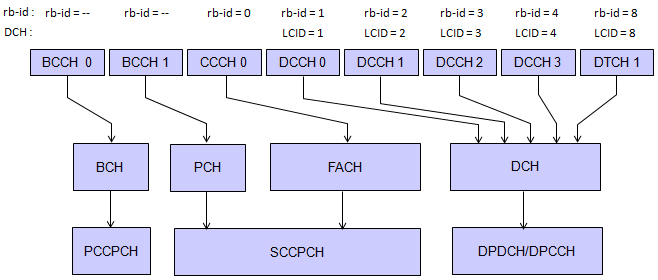 rb-id : rb-id = -- rb-id = -- rb-id = 0 rb-id = 1 rb-id = 2 rb-id = 3 rb-id = 4 rb-id = 8
DCH : LCID = 1 LCID = 2 LCID = 3 LCID = 4 LCID = 8
BCCH 0 BCCH 1 CCCH 0 DCCH 0 DCCH 1 DCCH 2 DCCH 3 DTCH 1
BCH PCH FACH DCH
PCCPCH SCCPCH DPDCH/DPCCH